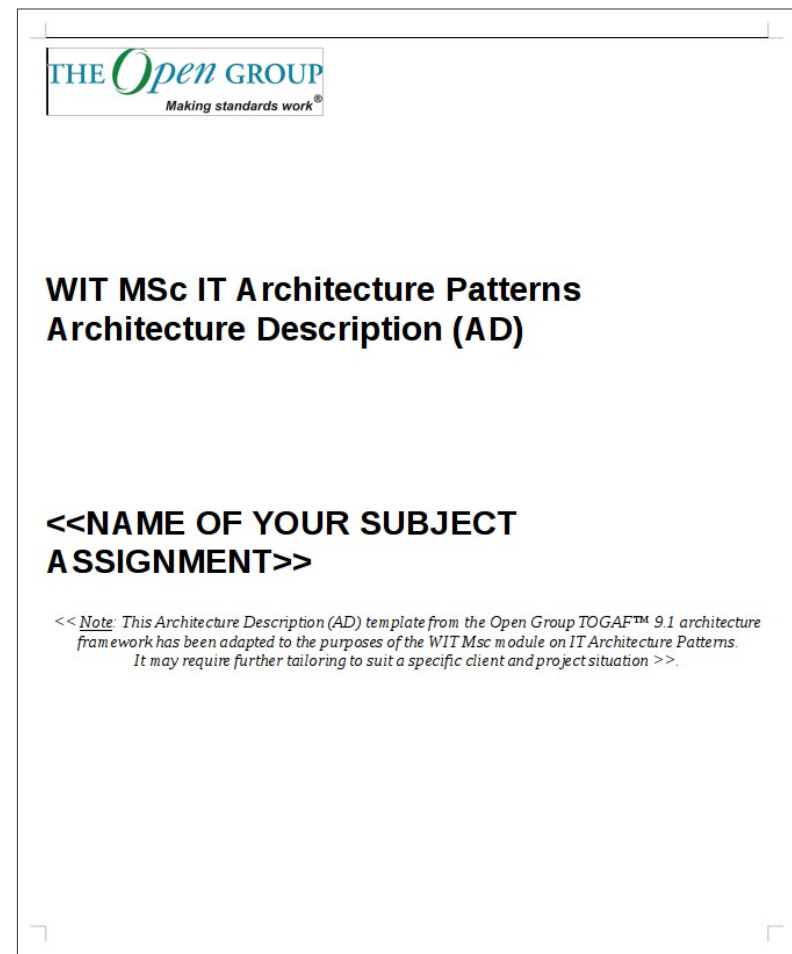 THE Open GROUP
Making standards work®
WIT MSc IT Architecture Patterns
Architecture Description (AD)
<<NAME OF YOUR SUBJECT
ASSIGNMENT>>
<< Note: This Architecture Description (AD) template from the Open Group TOGAF™ 9.1 architecture
framework has been adapted to the purposes of the WIT Msc module on IT Architecture Patterns.
It may require further tailoring to suit a specific client and project situation >>.